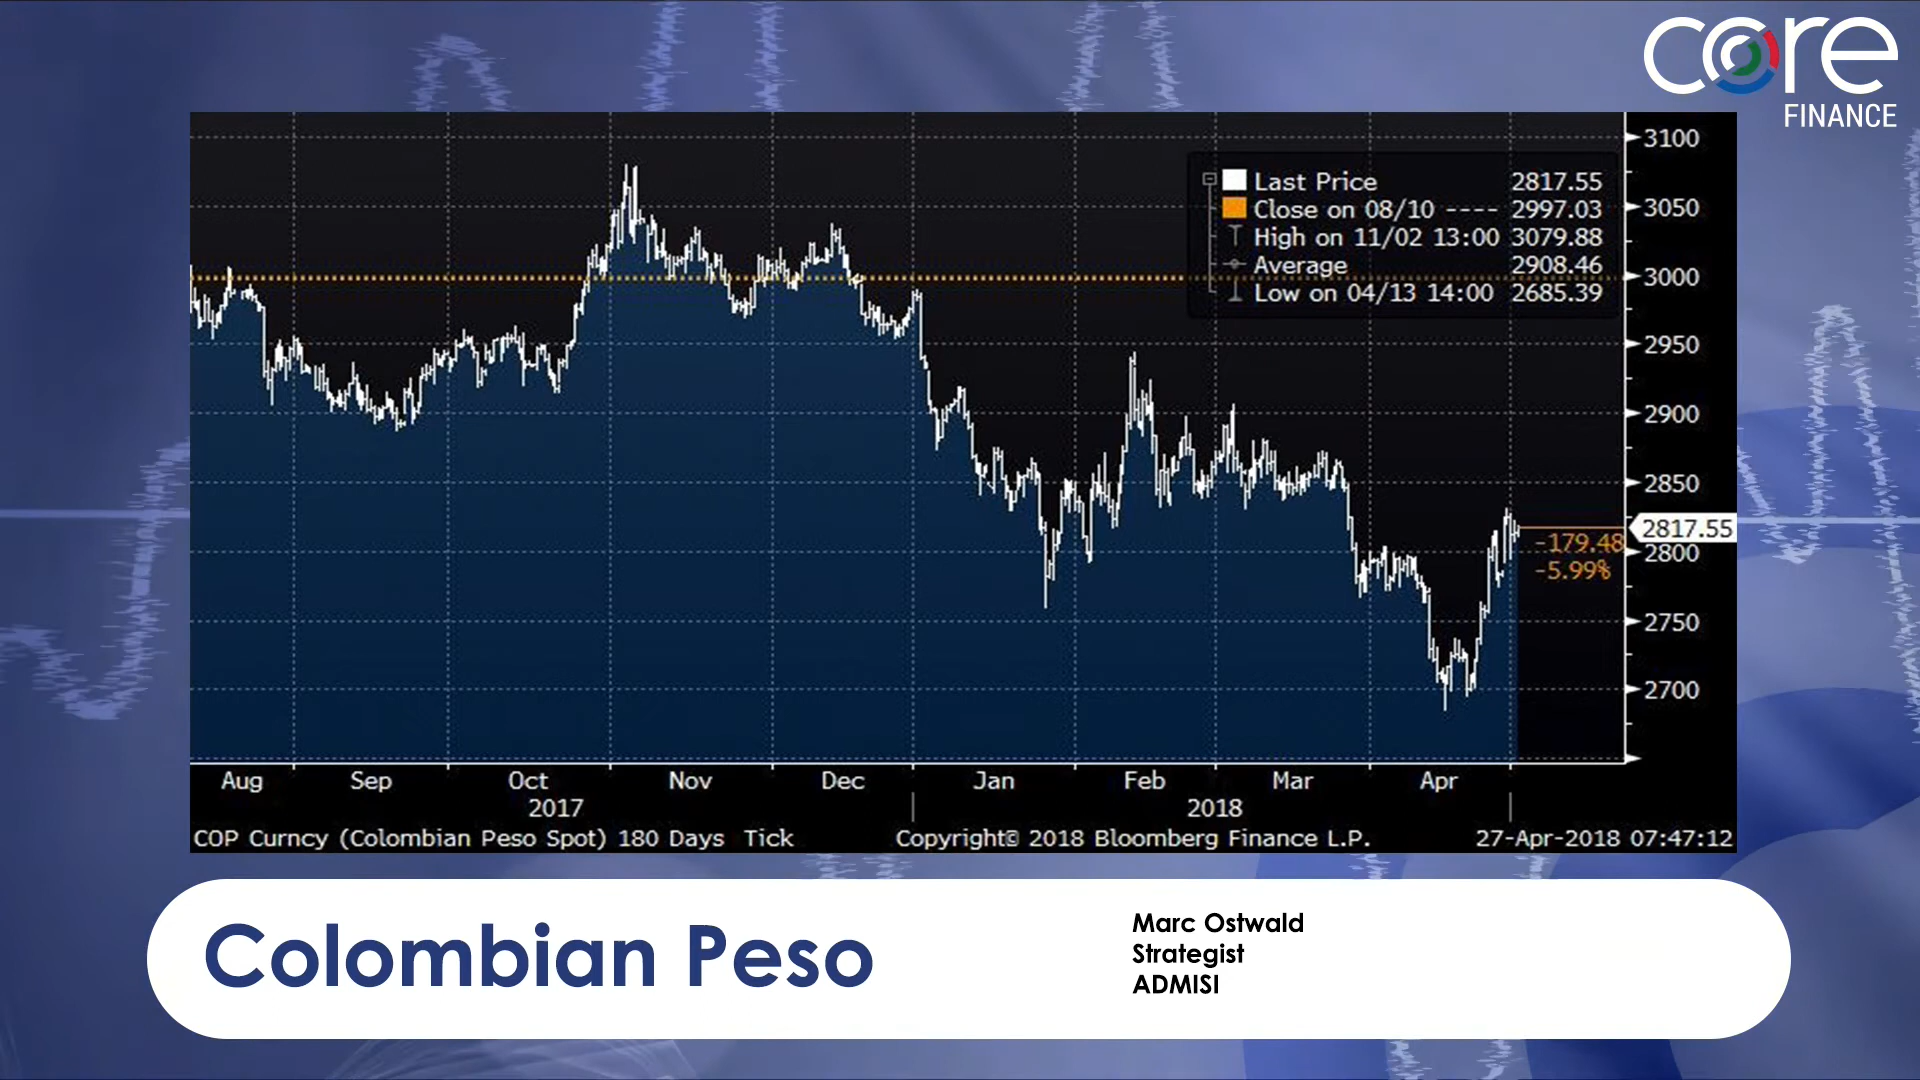 core
FINANCE
3100
3050
3000
2950
2900
2850
2817.55
2800
2750
2700
Last Price 2817.55
Close on 08/10 ---- 2997.03
High on 11/02 13:00 3079.88
Average 2908.46
Low on 04/13 14:00 2685.39
-179.48
-5.99%
Aug Sep Oct Nov Dec Jan Feb Mar Apr
2017 2018
COP Curncy (Colombian Peso Spot) 180 Days Tick Copyright© 2018 Bloomberg Finance L.P. 27-Apr-2018 07:47:12
Colombian Peso
Marc Ostwald
Strategist
ADMISI